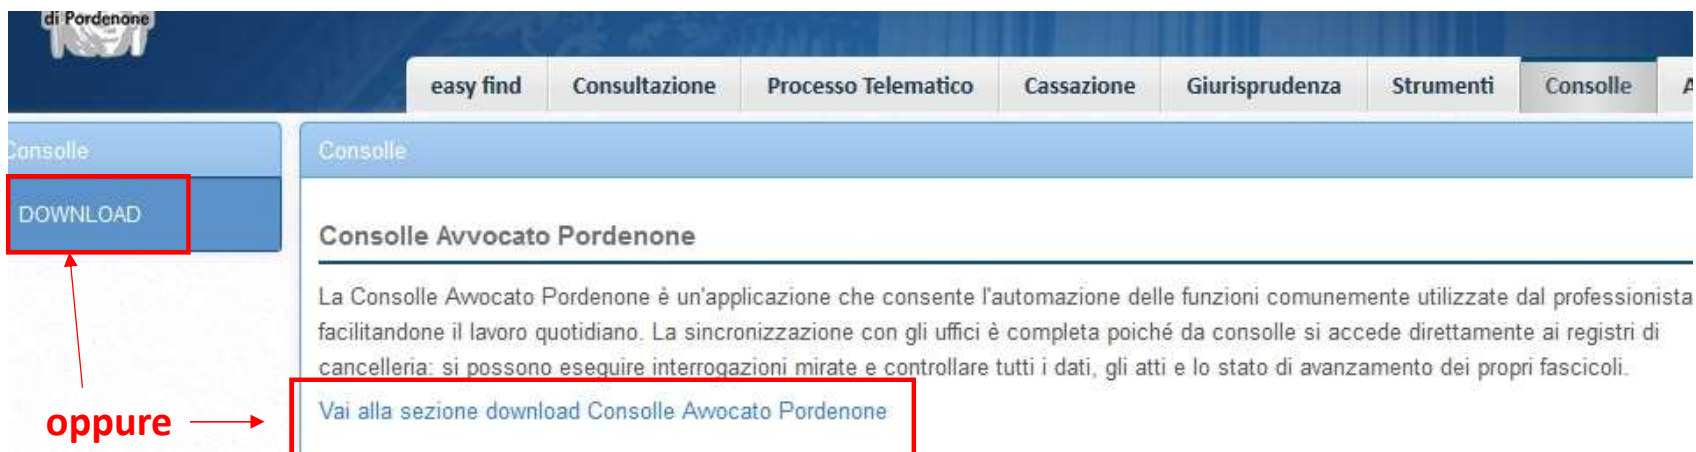 di Pordenone
easy find Consultazione Processo Telematico Cassazione Giurisprudenza Strumenti Consolle A
Consolle
DOWNLOAD
Consolle
Consolle Avvocato Pordenone
La Consolle Avvocato Pordenone è un'applicazione che consente l'automazione delle funzioni comunemente utilizzate dal professionista
facilitandone il lavoro quotidiano. La sincronizzazione con gli uffici è completa poiché da consolle si accede direttamente ai registri di
cancelleria: si possono eseguire interrogazioni mirate e controllare tutti i dati, gli atti e lo stato di avanzamento dei propri fascicoli.
Vai alla sezione download Consolle Avvocato Pordenone
oppure